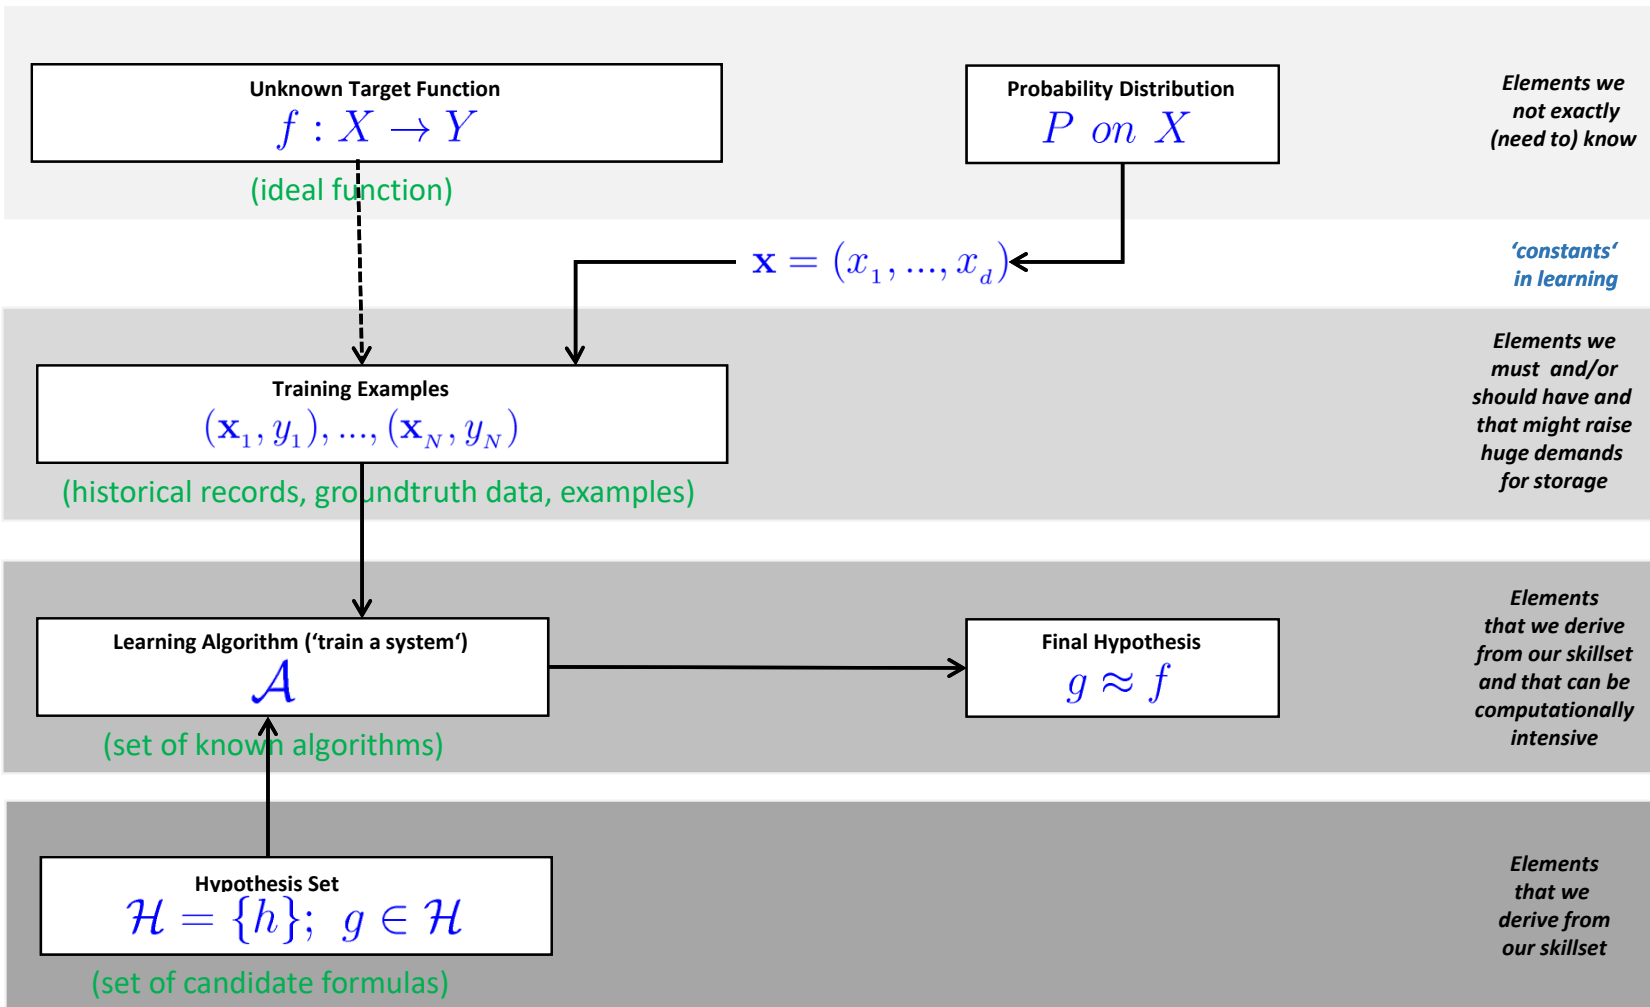 Unknown Target Function
f : X → Y
(ideal function)
Probability Distribution
P on X
Elements we
not exactly
(need to) know
x = (x₁, ..., x_d)
‘constants‘
in learning
Training Examples
(x₁, y₁), ..., (x_N, y_N)
(historical records, groundtruth data, examples)
Elements we
must and/or
should have and
that might raise
huge demands
for storage
Learning Algorithm (‘train a system‘)
𝒜
(set of known algorithms)
Final Hypothesis
g ≈ f
Elements
that we derive
from our skillset
and that can be
computationally
intensive
Hypothesis Set
ℋ = {h}; g ∈ ℋ
(set of candidate formulas)
Elements
that we
derive from
our skillset